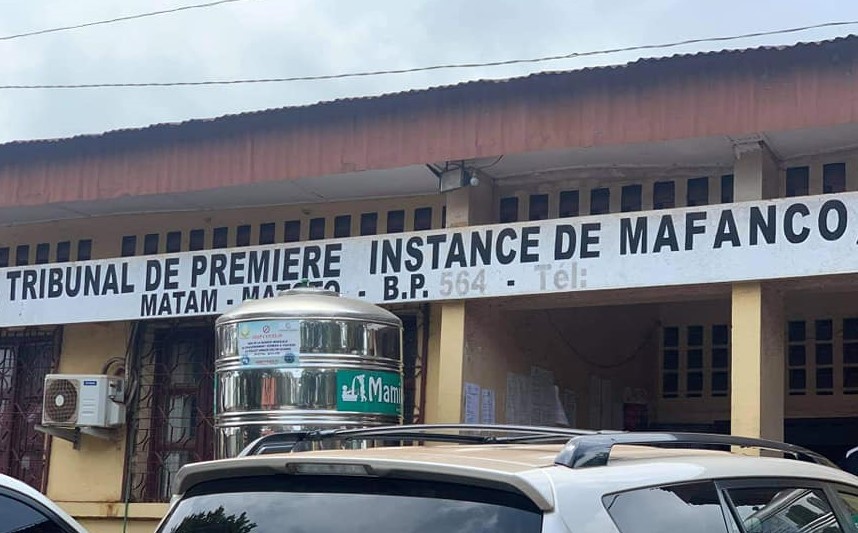 TRIBUNAL DE PREMIERE INSTANCE DE MAFANCO
MATAM - - B.P. 564 - Tél:
Mami